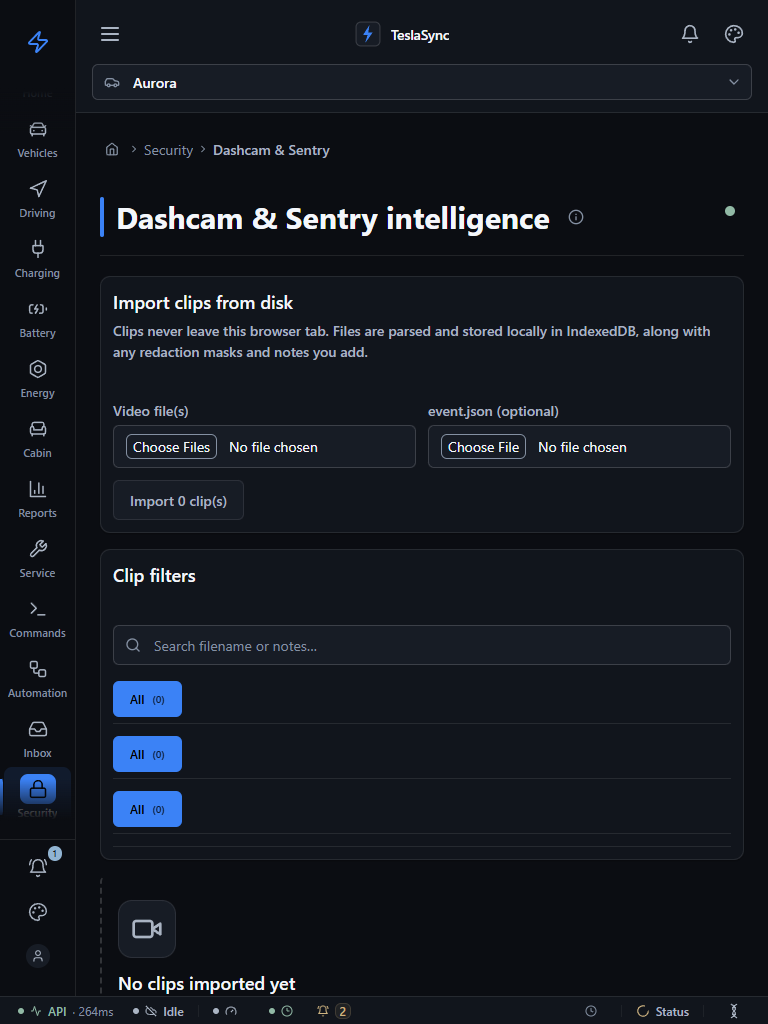 TeslaSync
Aurora
Security
Dashcam & Sentry
Dashcam & Sentry intelligence
Import clips from disk
Clips never leave this browser tab. Files are parsed and stored locally in IndexedDB, along with
any redaction masks and notes you add.
Video file(s)
event.json (optional)
Choose Files No file chosen
Choose File No file chosen
Import 0 clip(s)
Clip filters
Search filename or notes...
All (0)
All (0)
All (0)
No clips imported yet
Vehicles
Driving
Charging
Battery
Energy
Cabin
Reports
Service
Commands
Automation
Inbox
Security
1
API · 264ms
Idle
2
Status